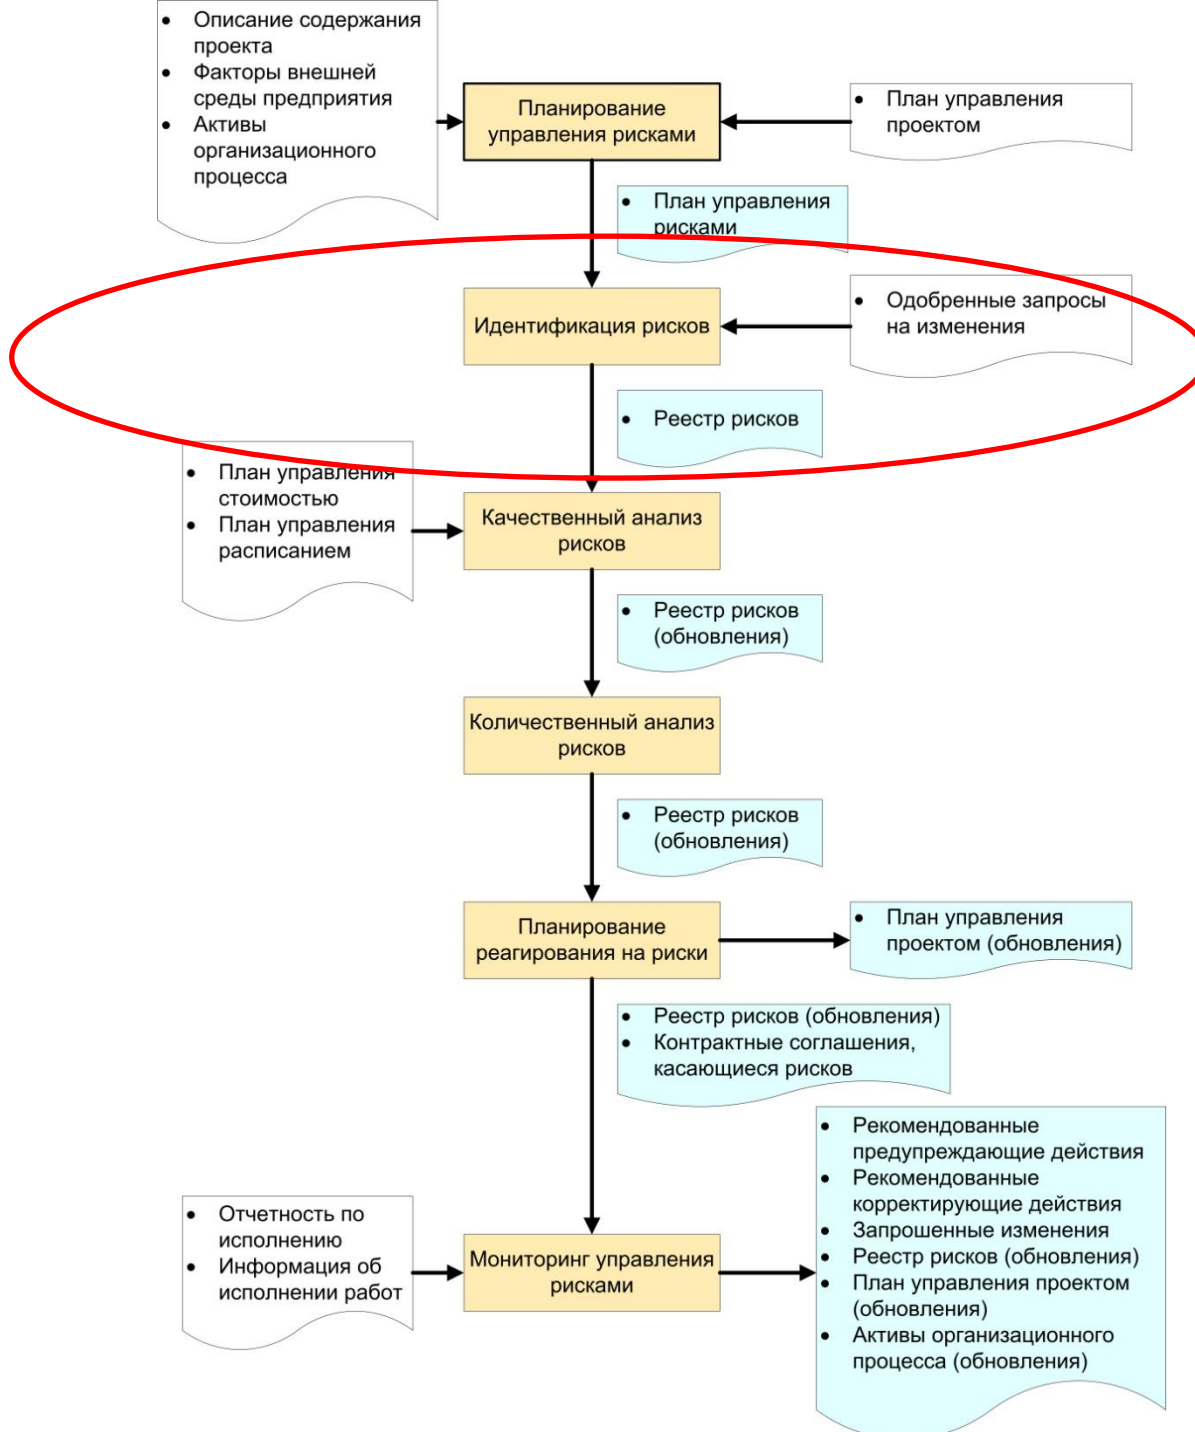 • Описание содержания
проекта
• Факторы внешней
среды предприятия
• Активы
организационного
процесса
Планирование
управления рисками
• План управления
проектом
• План управления
рисками
Идентификация рисков
• Одобренные запросы
на изменения
• Реестр рисков
• План управления
стоимостью
• План управления
расписанием
Качественный анализ
рисков
• Реестр рисков
(обновления)
Количественный анализ
рисков
• Реестр рисков
(обновления)
Планирование
реагирования на риски
• План управления
проектом (обновления)
• Реестр рисков (обновления)
• Контрактные соглашения,
касающиеся рисков
• Отчетность по
исполнению
• Информация об
исполнении работ
Мониторинг управления
рисками
• Рекомендованные
предупреждающие действия
• Рекомендованные
корректирующие действия
• Запрошенные изменения
• Реестр рисков (обновления)
• План управления проектом
(обновления)
• Активы организационного
процесса (обновления)